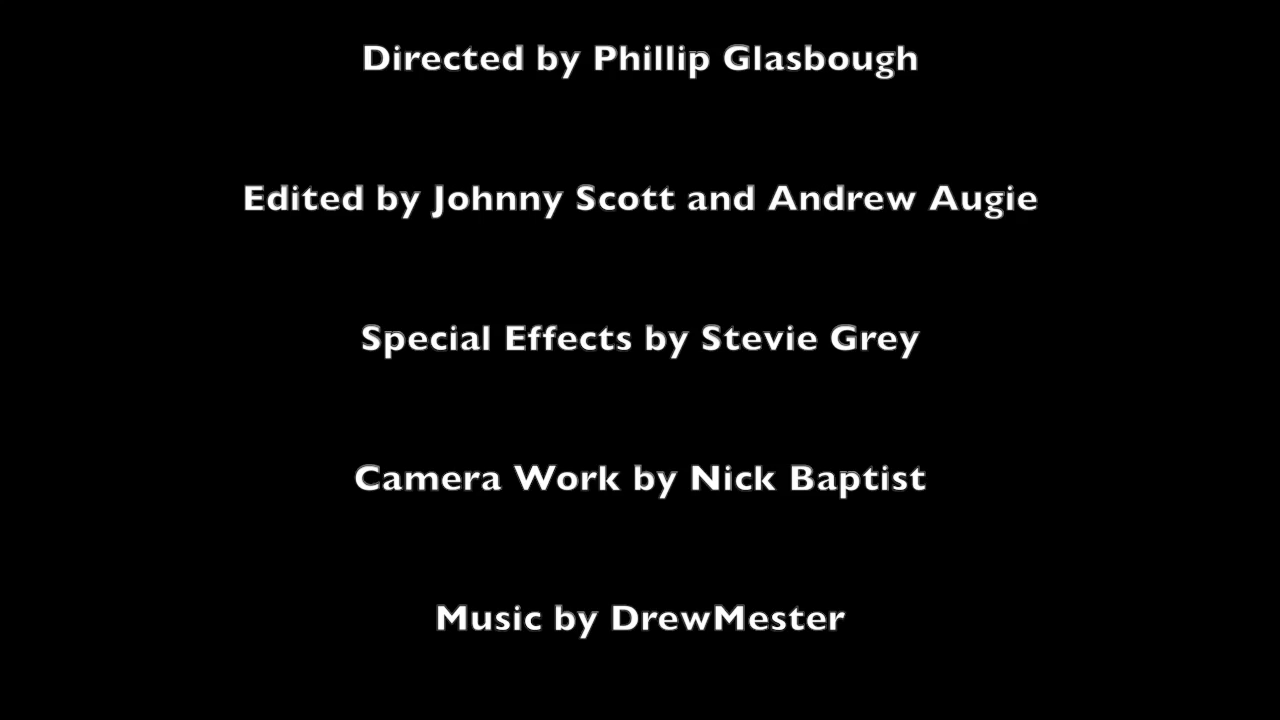 Directed by Phillip Glasbough
Edited by Johnny Scott and Andrew Augie
Special Effects by Stevie Grey
Camera Work by Nick Baptist
Music by DrewMester